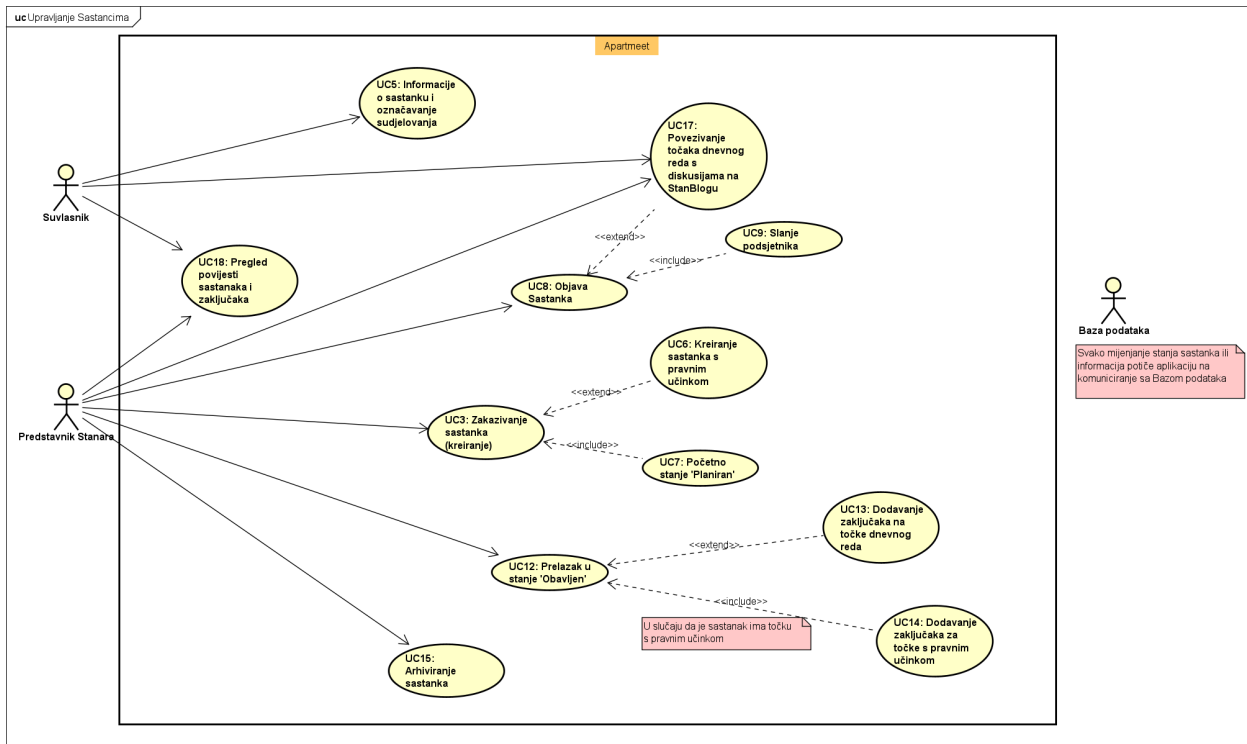 uc Upravljanje Sastancima
Apartmeet
UC5: Informacije
o sastanku i
označavanje
sudjelovanja
UC17:
Povezivanje
točaka dnevnog
reda s
diskusijama na
StanBlogu
Suvlasnik
<<extend>>
UC9: Slanje
podsjetnika
<<include>>
UC18: Pregled
povijesti
sastanaka i
zaključaka
UC8: Objava
Sastanka
Baza podataka
Svako mijenjanje stanja sastanka ili
informacija potiče aplikaciju na
komuniciranje sa Bazom podataka
UC6: Kreiranje
sastanka s
pravnim
učinkom
<<extend>>
Predstavnik Stanara
UC3: Zakazivanje
sastanka
(kreiranje)
<<include>>
UC7: Početno
stanje 'Planiran'
UC13: Dodavanje
zaključaka na
točke dnevnog
reda
<<extend>>
UC12: Prelazak u
stanje 'Obavljen'
<<include>>
U slučaju da je sastanak ima točku
s pravnim učinkom
UC14: Dodavanje
zaključaka za
točke s pravnim
učinkom
UC15:
Arhiviranje
sastanka